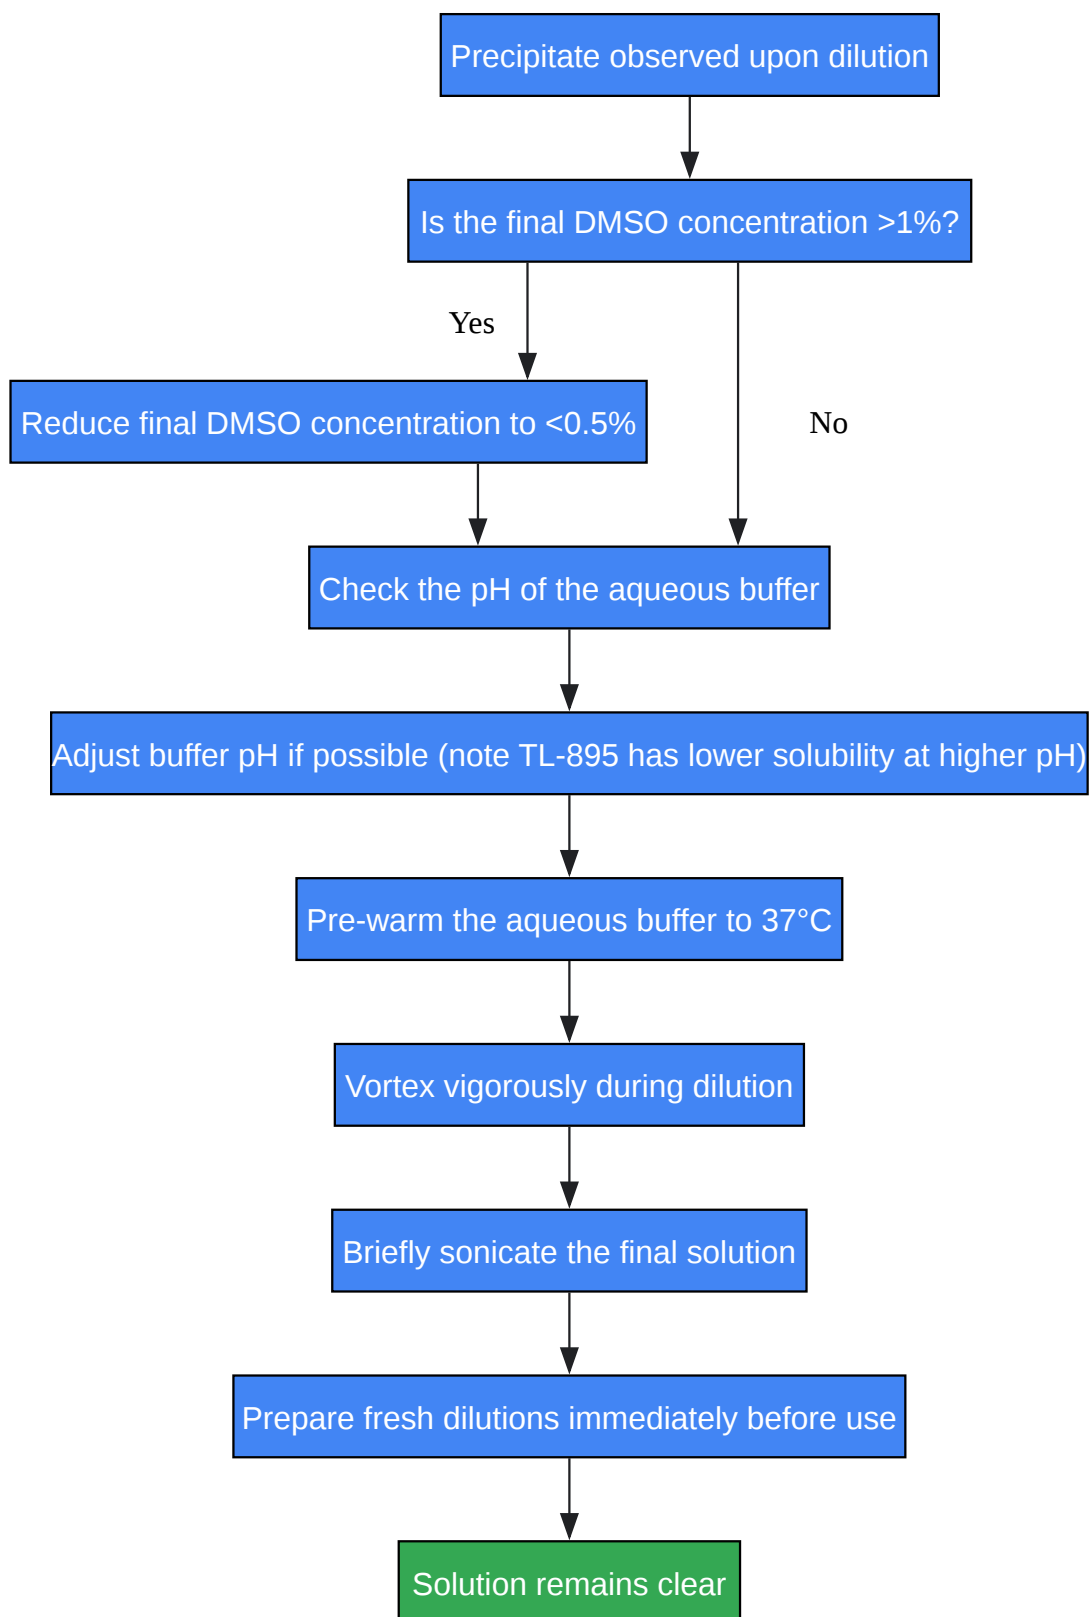 Precipitate observed upon dilution
Is the final DMSO concentration >1%?
Yes
Reduce final DMSO concentration to <0.5%
No
Check the pH of the aqueous buffer
Adjust buffer pH if possible (note TL-895 has lower solubility at higher pH)
Pre-warm the aqueous buffer to 37°C
Vortex vigorously during dilution
Briefly sonicate the final solution
Prepare fresh dilutions immediately before use
Solution remains clear